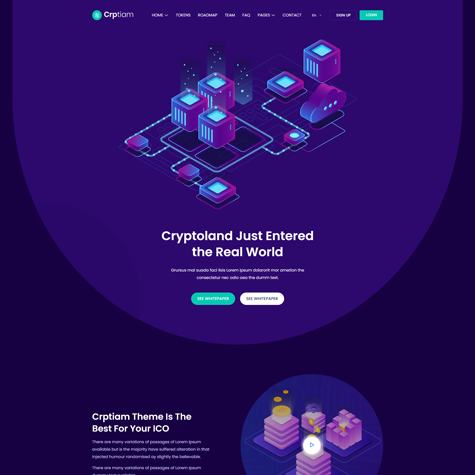 Crptiam
HOME TOKENS ROADMAP TEAM FAQ PAGES CONTACT En SIGN UP LOGIN
Cryptoland Just Entered
the Real World
Grursus mal suada faci lisis Lorem ipsum dolarorit mor ametion the
consectetur nec odio aea the dumm text.
SEE WHITEPAPER SEE WHITEPAPER
Crptiam Theme Is The
Best For Your ICO
There are many variations of passages of Lorem Ipsum
available but is the majority have suffered alteration in that
injected humour randomised ay slightly the believable.
There are many variations of passages of Lorem Ipsum